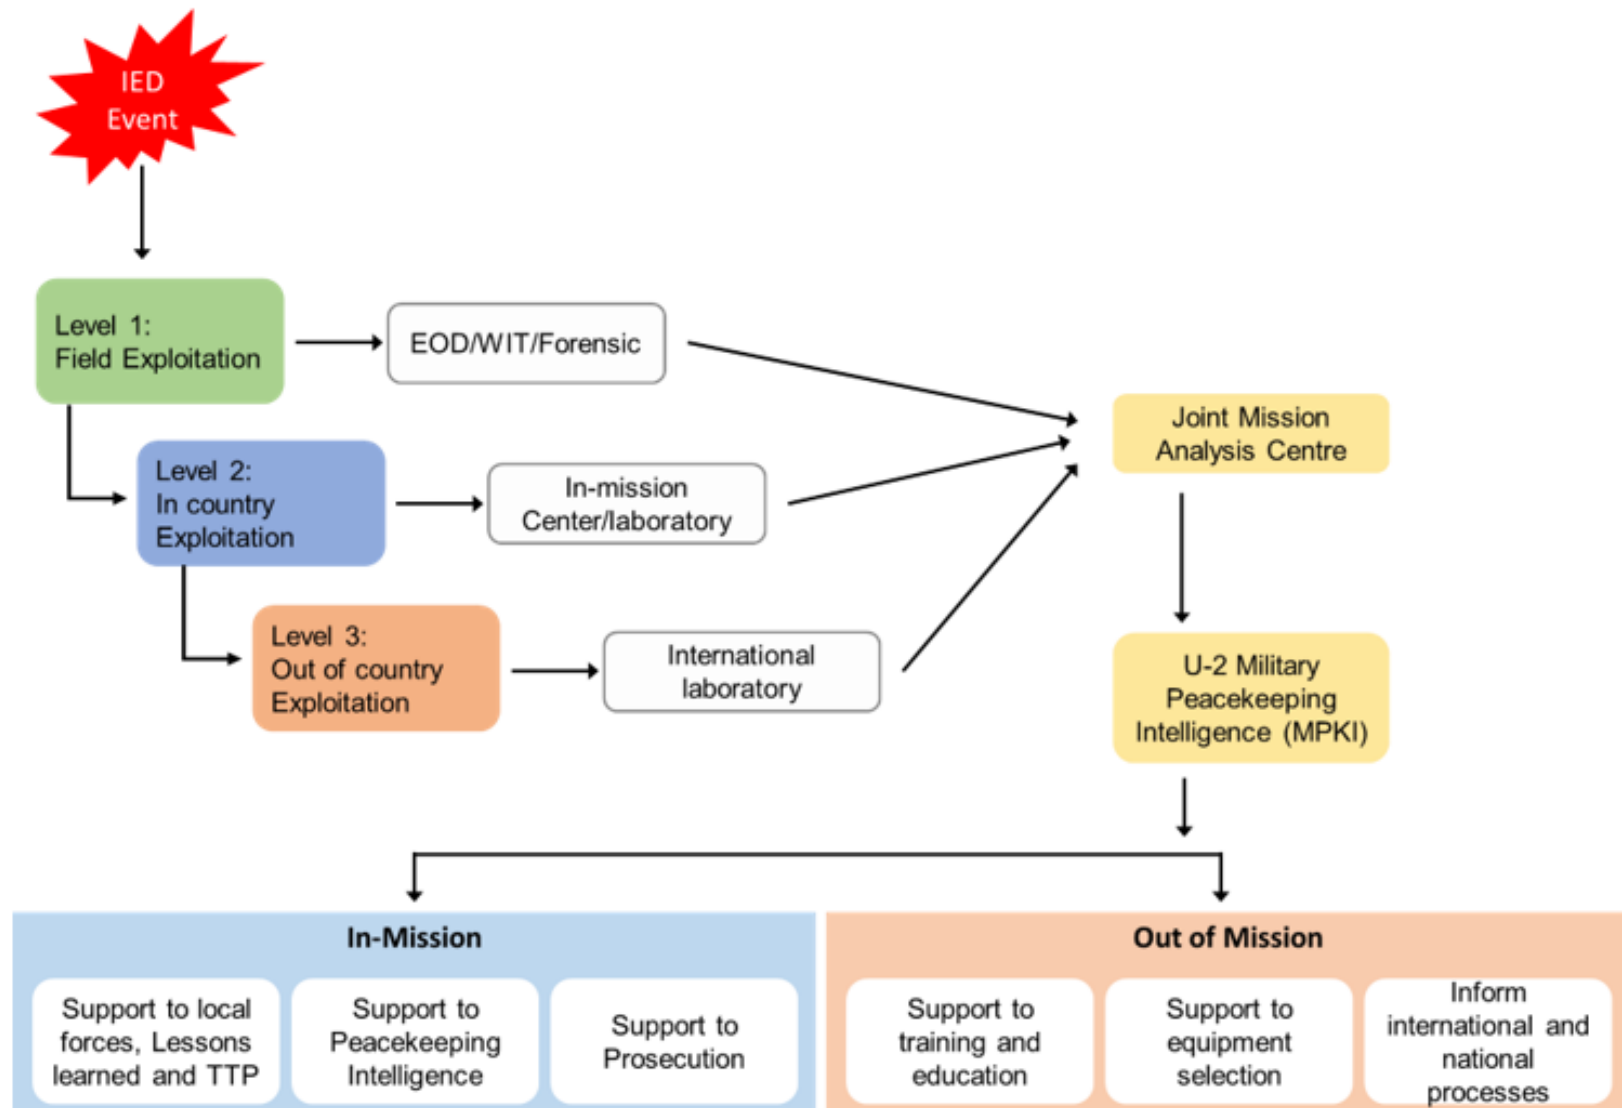 IED
Event
Level 1:
Field Exploitation
EOD/WIT/Forensic
Level 2:
In country
Exploitation
In-mission
Center/laboratory
Level 3:
Out of country
Exploitation
International
laboratory
Joint Mission
Analysis Centre
U-2 Military
Peacekeeping
Intelligence (MPKI)
In-Mission
Support to local
forces, Lessons
learned and TTP
Support to
Peacekeeping
Intelligence
Support to
Prosecution
Out of Mission
Support to
training and
education
Support to
equipment
selection
Inform
international and
national
processes